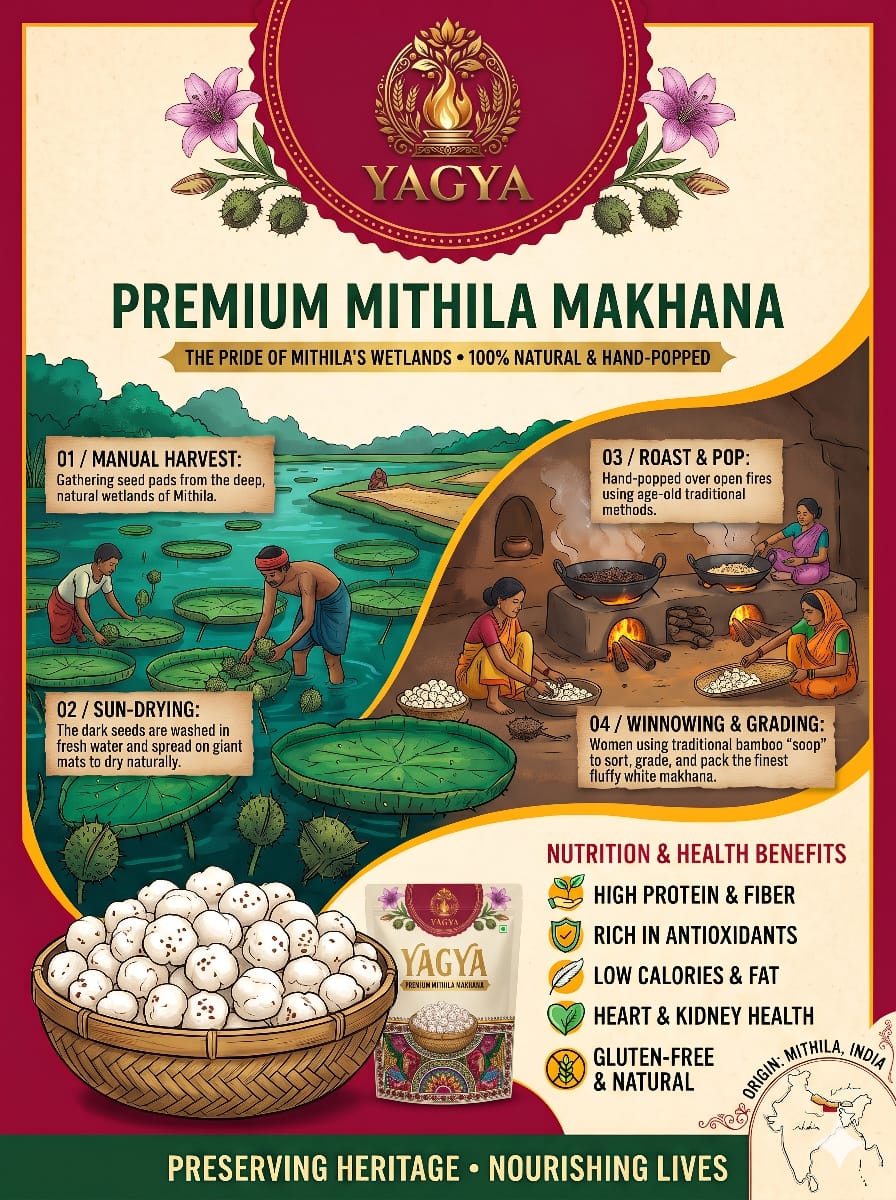 YAGYA
PREMIUM MITHILA MAKHANA
THE PRIDE OF MITHILA'S WETLANDS • 100% NATURAL & HAND-POPPED
01 / MANUAL HARVEST:
Gathering seed pads from the deep,
natural wetlands of Mithila.
02 / SUN-DRYING:
The dark seeds are washed in
fresh water and spread on giant
mats to dry naturally.
03 / ROAST & POP:
Hand-popped over open fires
using age-old traditional
methods.
04 / WINNOWING & GRADING:
Women using traditional bamboo “soop”
to sort, grade, and pack the finest
fluffy white makhana.
YAGYA
YAGYA
PREMIUM MITHILA MAKHANA
NUTRITION & HEALTH BENEFITS
HIGH PROTEIN & FIBER
RICH IN ANTIOXIDANTS
LOW CALORIES & FAT
HEART & KIDNEY HEALTH
GLUTEN-FREE
& NATURAL
ORIGIN: MITHILA, INDIA
PRESERVING HERITAGE • NOURISHING LIVES